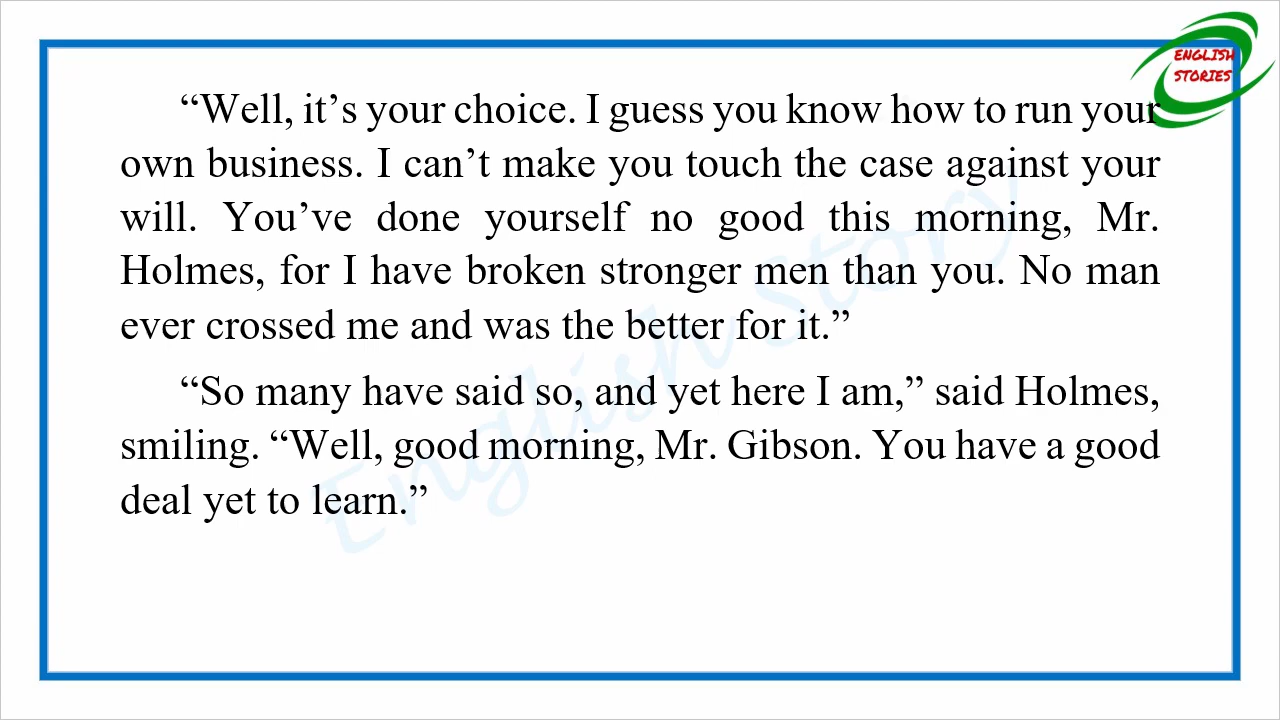 ENGLISH
STORIES
“Well, it’s your choice. I guess you know how to run your
own business. I can’t make you touch the case against your
will. You’ve done yourself no good this morning, Mr.
Holmes, for I have broken stronger men than you. No man
ever crossed me and was the better for it.”
“So many have said so, and yet here I am,” said Holmes,
smiling. “Well, good morning, Mr. Gibson. You have a good
deal yet to learn.”
English Story